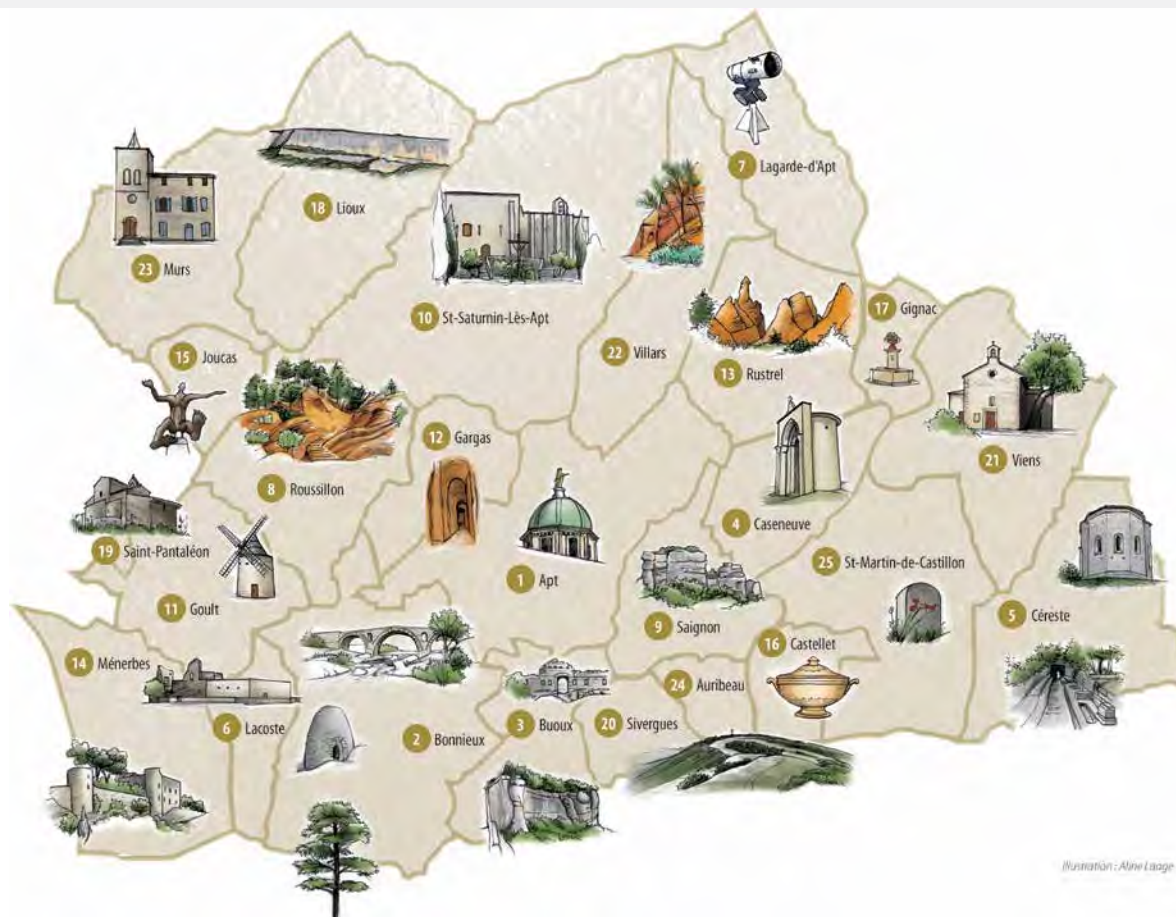 7 Lagarde-d'Apt
18 Lioux
23 Murs
10 St-Saturnin-Lès-Apt
17 Gignac
15 Joucas
22 Villars
13 Rustrel
12 Gargas
21 Viens
8 Roussillon
4 Caseneuve
19 Saint-Pantaléon
25 St-Martin-de-Castillon
1 Apt
11 Goult
5 Céreste
9 Saignon
16 Castellet
14 Ménerbes
24 Auribeau
6 Lacoste
3 Buoux
20 Sivergues
2 Bonnieux
Illustration : Aline Laage